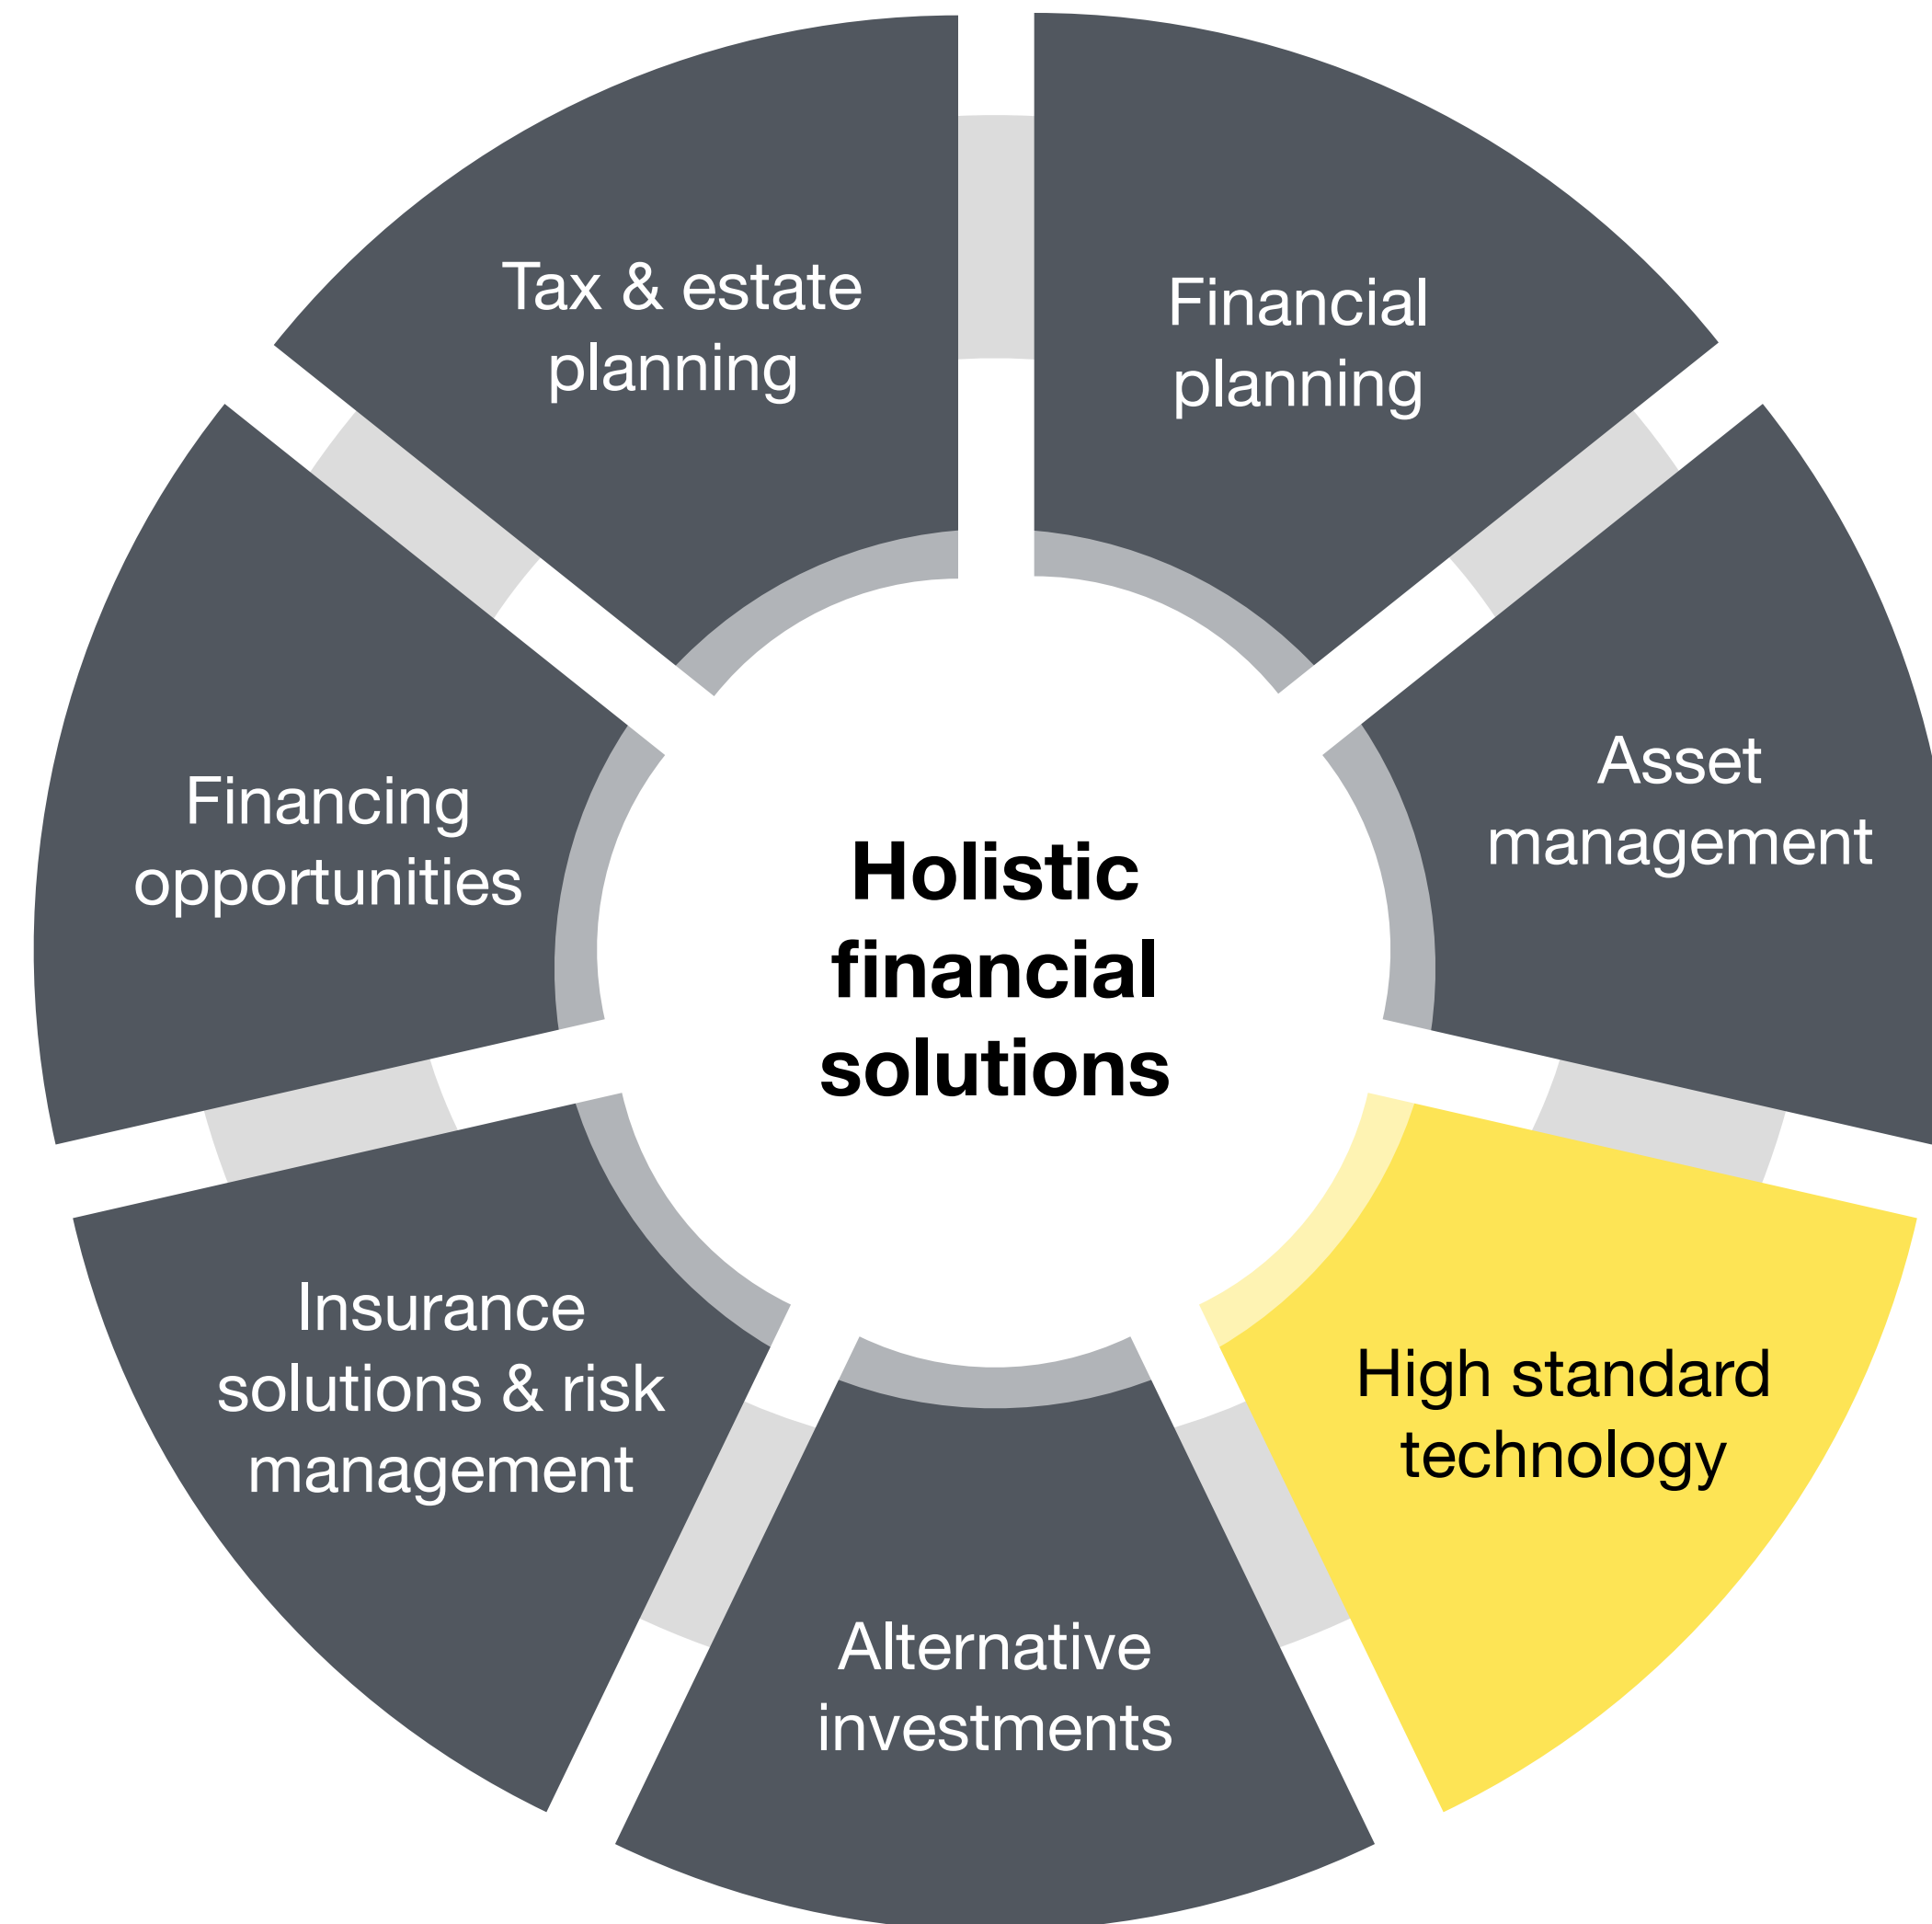 Tax & estate
planning
Financial
planning
Asset
management
Financing
opportunities
Holistic
financial
solutions
Insurance
solutions & risk
management
High standard
technology
Alternative
investments